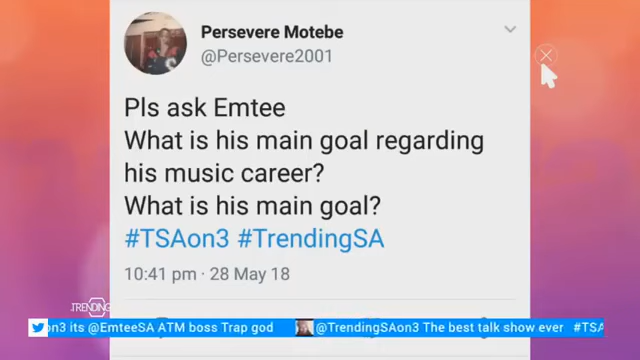 Persevere Motebe
@Persevere2001
Pls ask Emtee
What is his main goal regarding
his music career?
What is his main goal?
#TSAon3 #TrendingSA
10:41 pm · 28 May 18
TRENDING
on3 its @EmteeSA ATM boss Trap god @TrendingSAon3 The best talk show ever #TSA